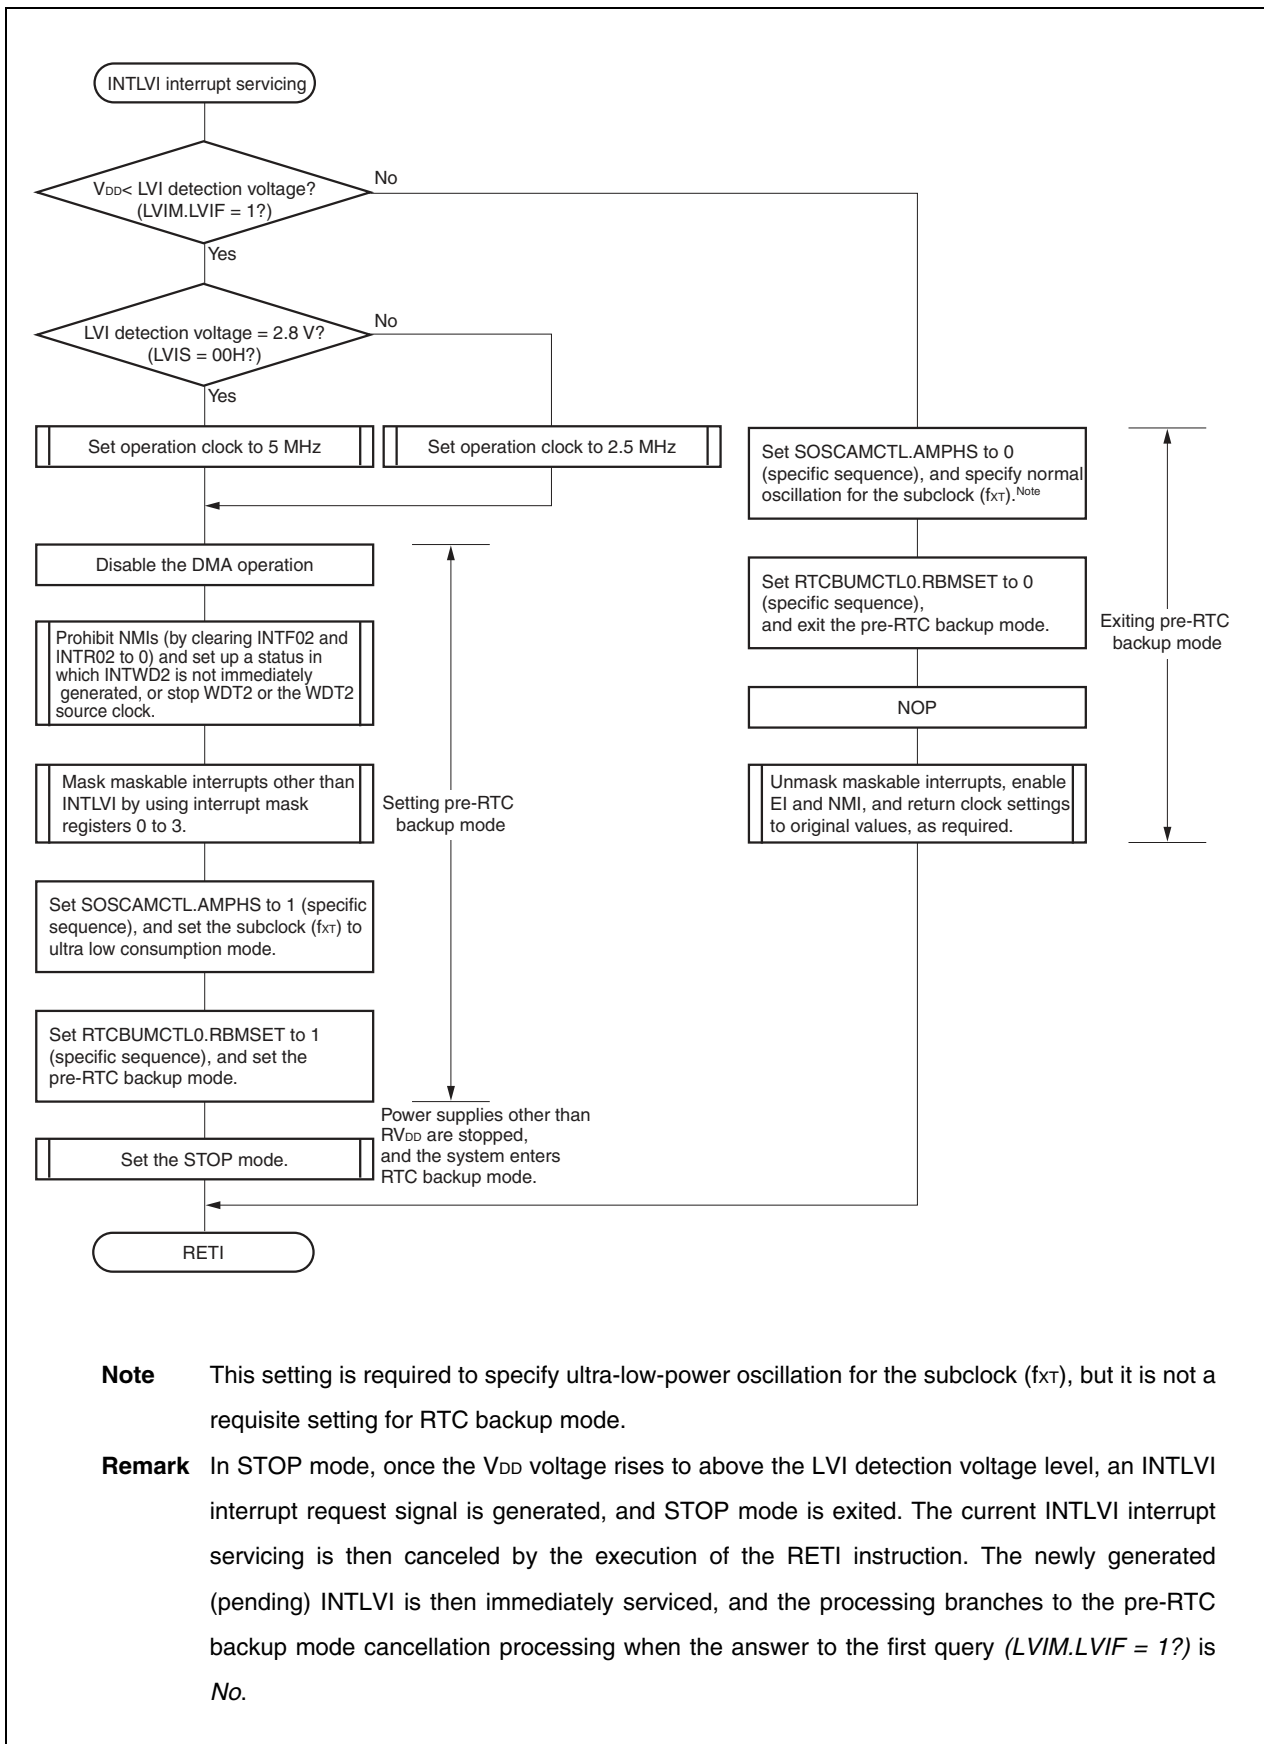 INTLVI interrupt servicing
VDD< LVI detection voltage?
(LVIM.LVIF = 1?)
No
Yes
LVI detection voltage = 2.8 V?
(LVIS = 00H?)
No
Yes
Set operation clock to 5 MHz
Set operation clock to 2.5 MHz
Disable the DMA operation
Prohibit NMIs (by clearing INTF02 and
INTR02 to 0) and set up a status in
which INTWD2 is not immediately
generated, or stop WDT2 or the WDT2
source clock.
Mask maskable interrupts other than
INTLVI by using interrupt mask
registers 0 to 3.
Set SOSCAMCTL.AMPHS to 1 (specific
sequence), and set the subclock (fXT) to
ultra low consumption mode.
Set RTCBUMCTL0.RBMSET to 1
(specific sequence), and set the
pre-RTC backup mode.
Setting pre-RTC
backup mode
Set the STOP mode.
Power supplies other than
RVDD are stopped,
and the system enters
RTC backup mode.
RETI
Set SOSCAMCTL.AMPHS to 0
(specific sequence), and specify normal
oscillation for the subclock (fXT).Note
Set RTCBUMCTL0.RBMSET to 0
(specific sequence),
and exit the pre-RTC backup mode.
NOP
Unmask maskable interrupts, enable
EI and NMI, and return clock settings
to original values, as required.
Exiting pre-RTC
backup mode
Note This setting is required to specify ultra-low-power oscillation for the subclock (fXT), but it is not a
requisite setting for RTC backup mode.
Remark In STOP mode, once the VDD voltage rises to above the LVI detection voltage level, an INTLVI
interrupt request signal is generated, and STOP mode is exited. The current INTLVI interrupt
servicing is then canceled by the execution of the RETI instruction. The newly generated
(pending) INTLVI is then immediately serviced, and the processing branches to the pre-RTC
backup mode cancellation processing when the answer to the first query (LVIM.LVIF = 1?) is
No.